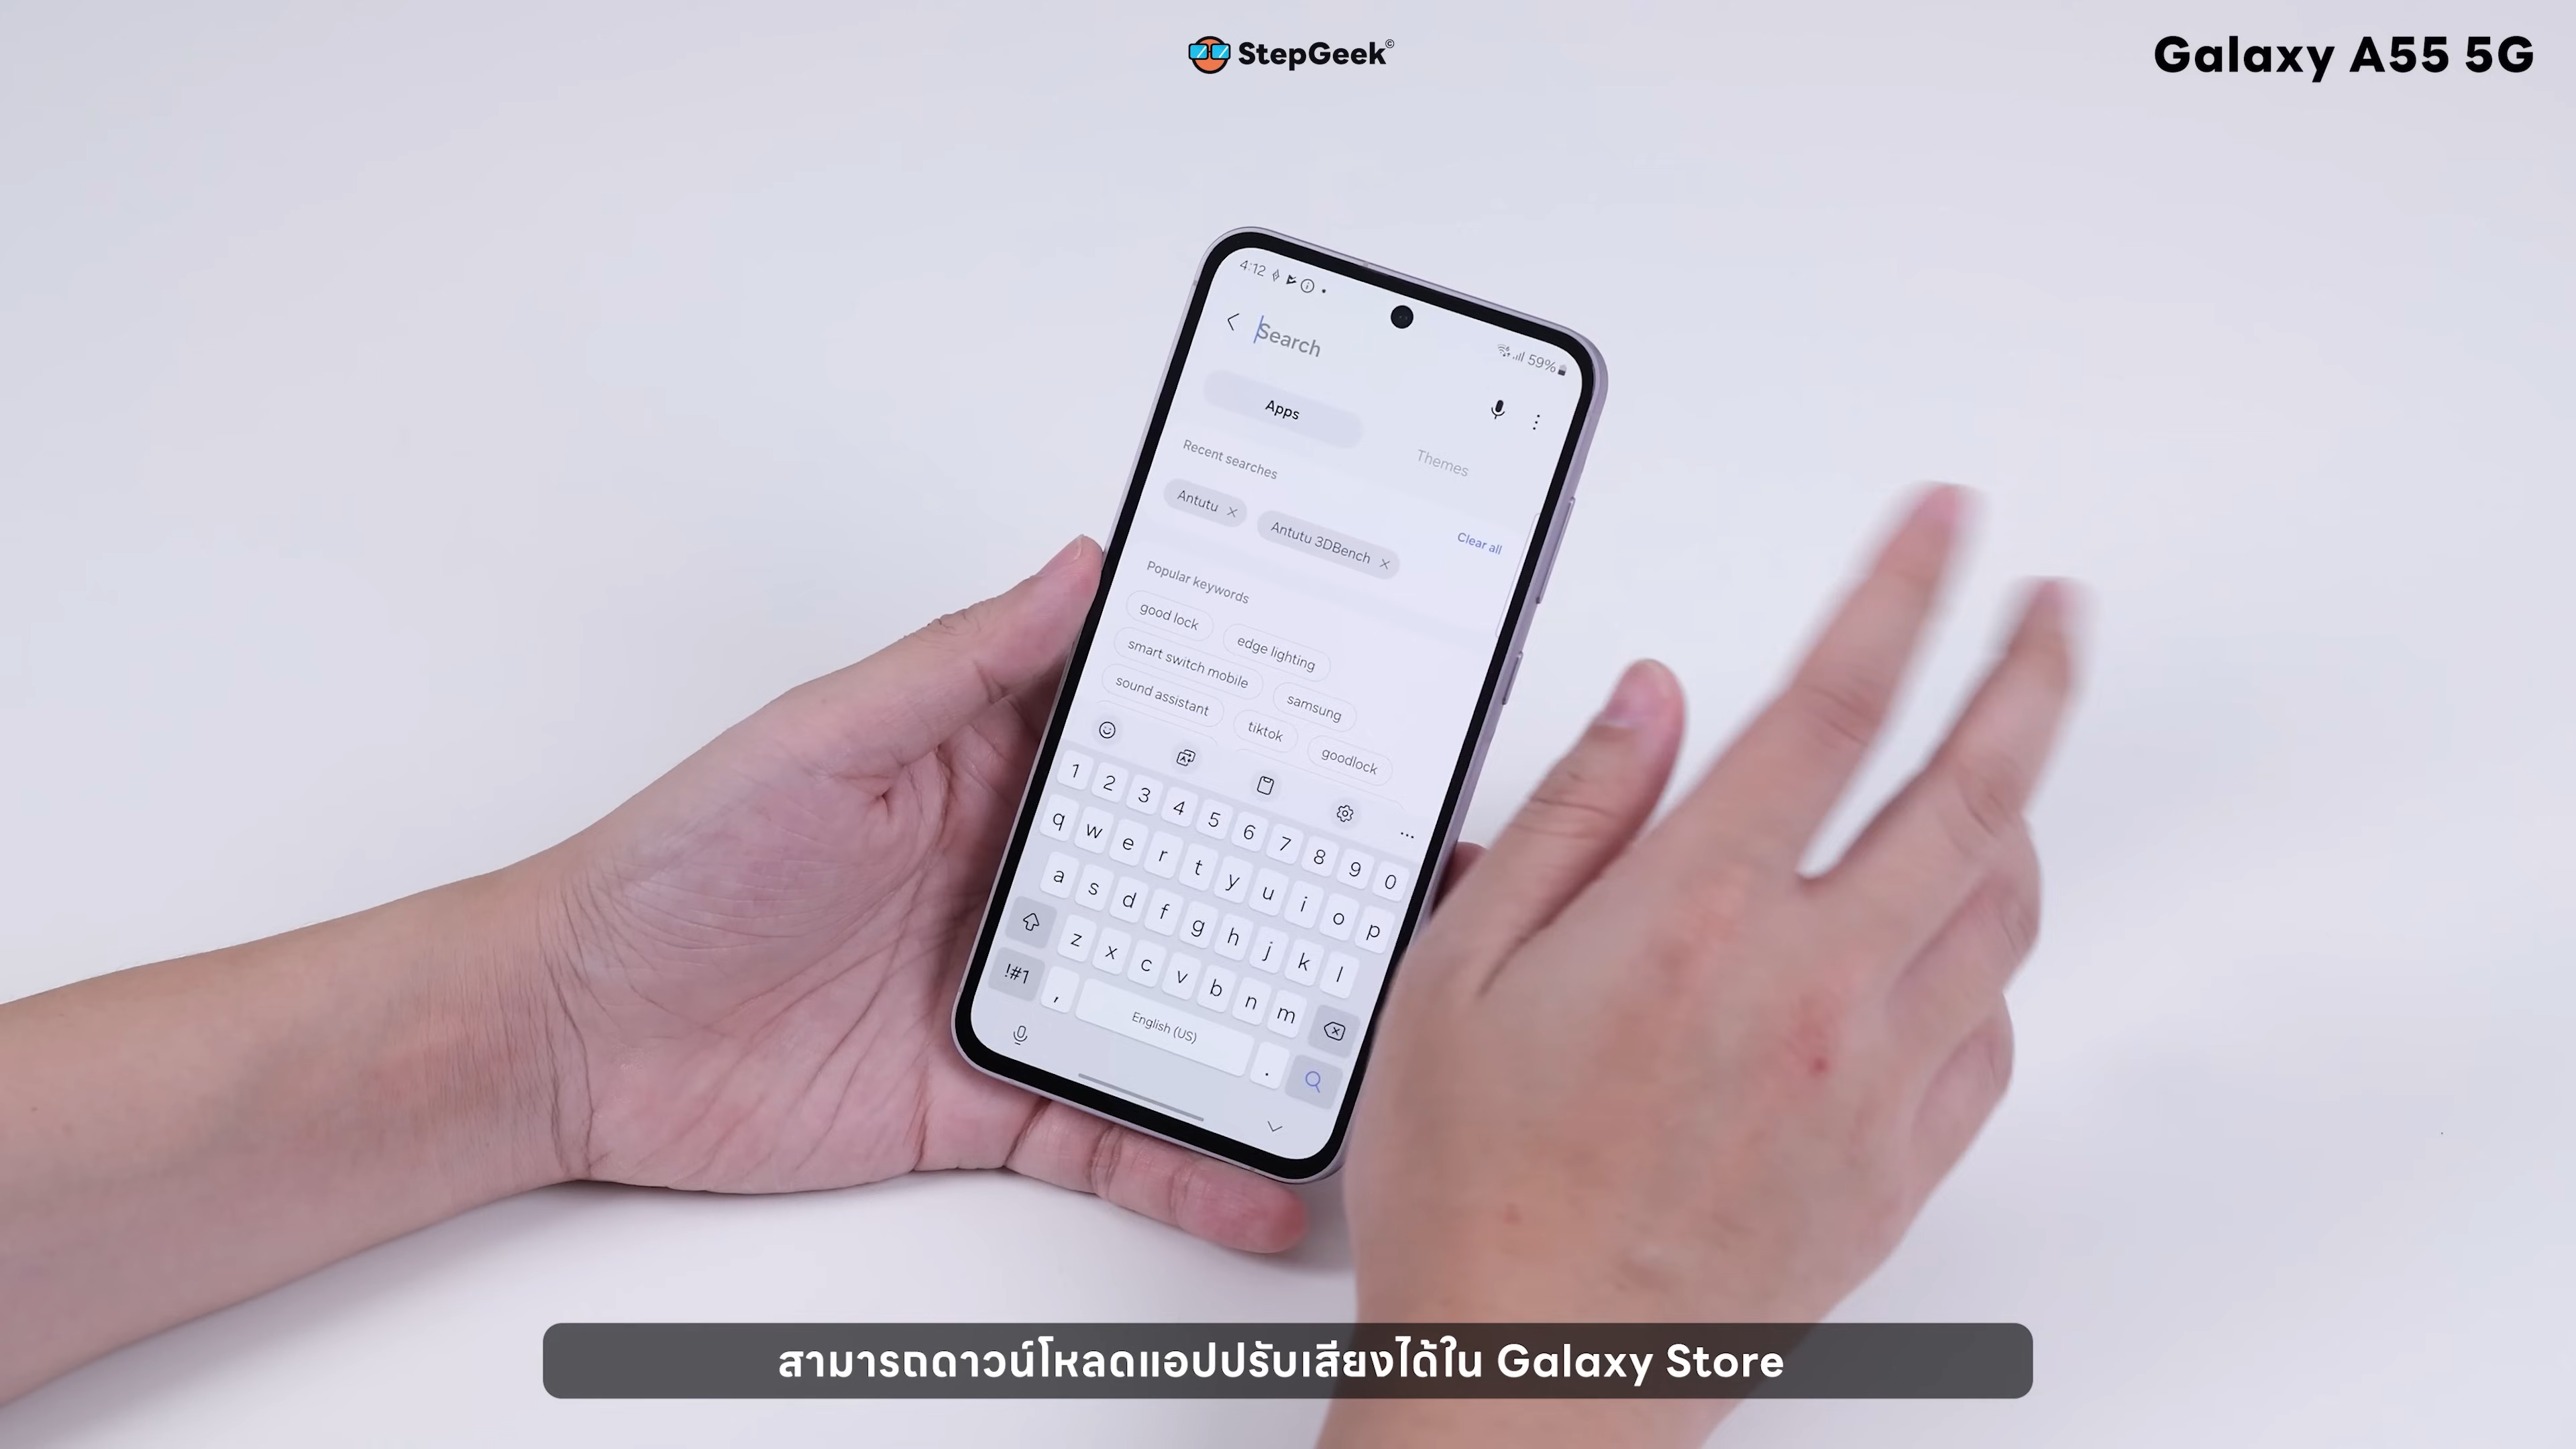 StepGeek©
Galaxy A55 5G
4:12
59%
Search
Apps
Themes
Recent searches
Clear all
Antutu
Antutu 3DBench
Popular keywords
good lock
edge lighting
smart switch mobile
samsung
sound assistant
tiktok
goodlock
1 2 3 4 5 6 7 8 9 0
q w e r t y u i o p
a s d f g h j k l
z x c v b n m
!#1 , English (US) .
สามารถดาวน์โหลดแอปปรับเสียงได้ใน Galaxy Store